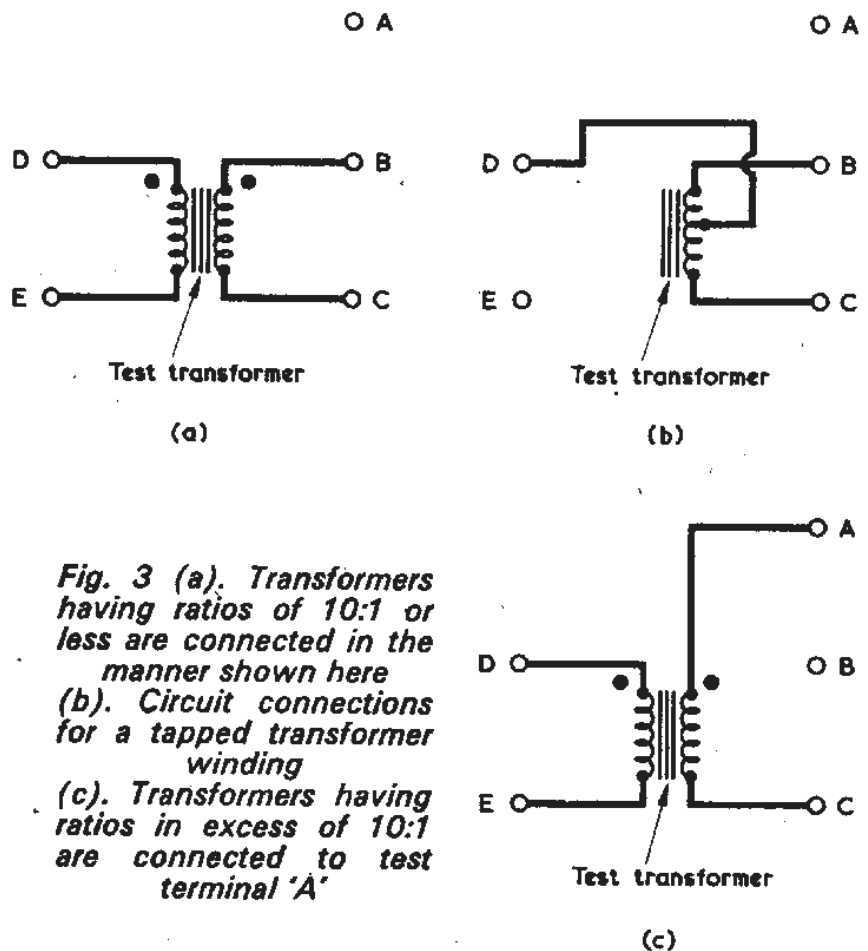 A
D
B
E
C
Test transformer
(a)
A
D
B
E
C
Test transformer
(b)
Fig. 3 (a). Transformers
having ratios of 10:1 or
less are connected in the
manner shown here
(b). Circuit connections
for a tapped transformer
winding
(c). Transformers having
ratios in excess of 10:1
are connected to test
terminal 'A'
A
D
B
E
C
Test transformer
(c)